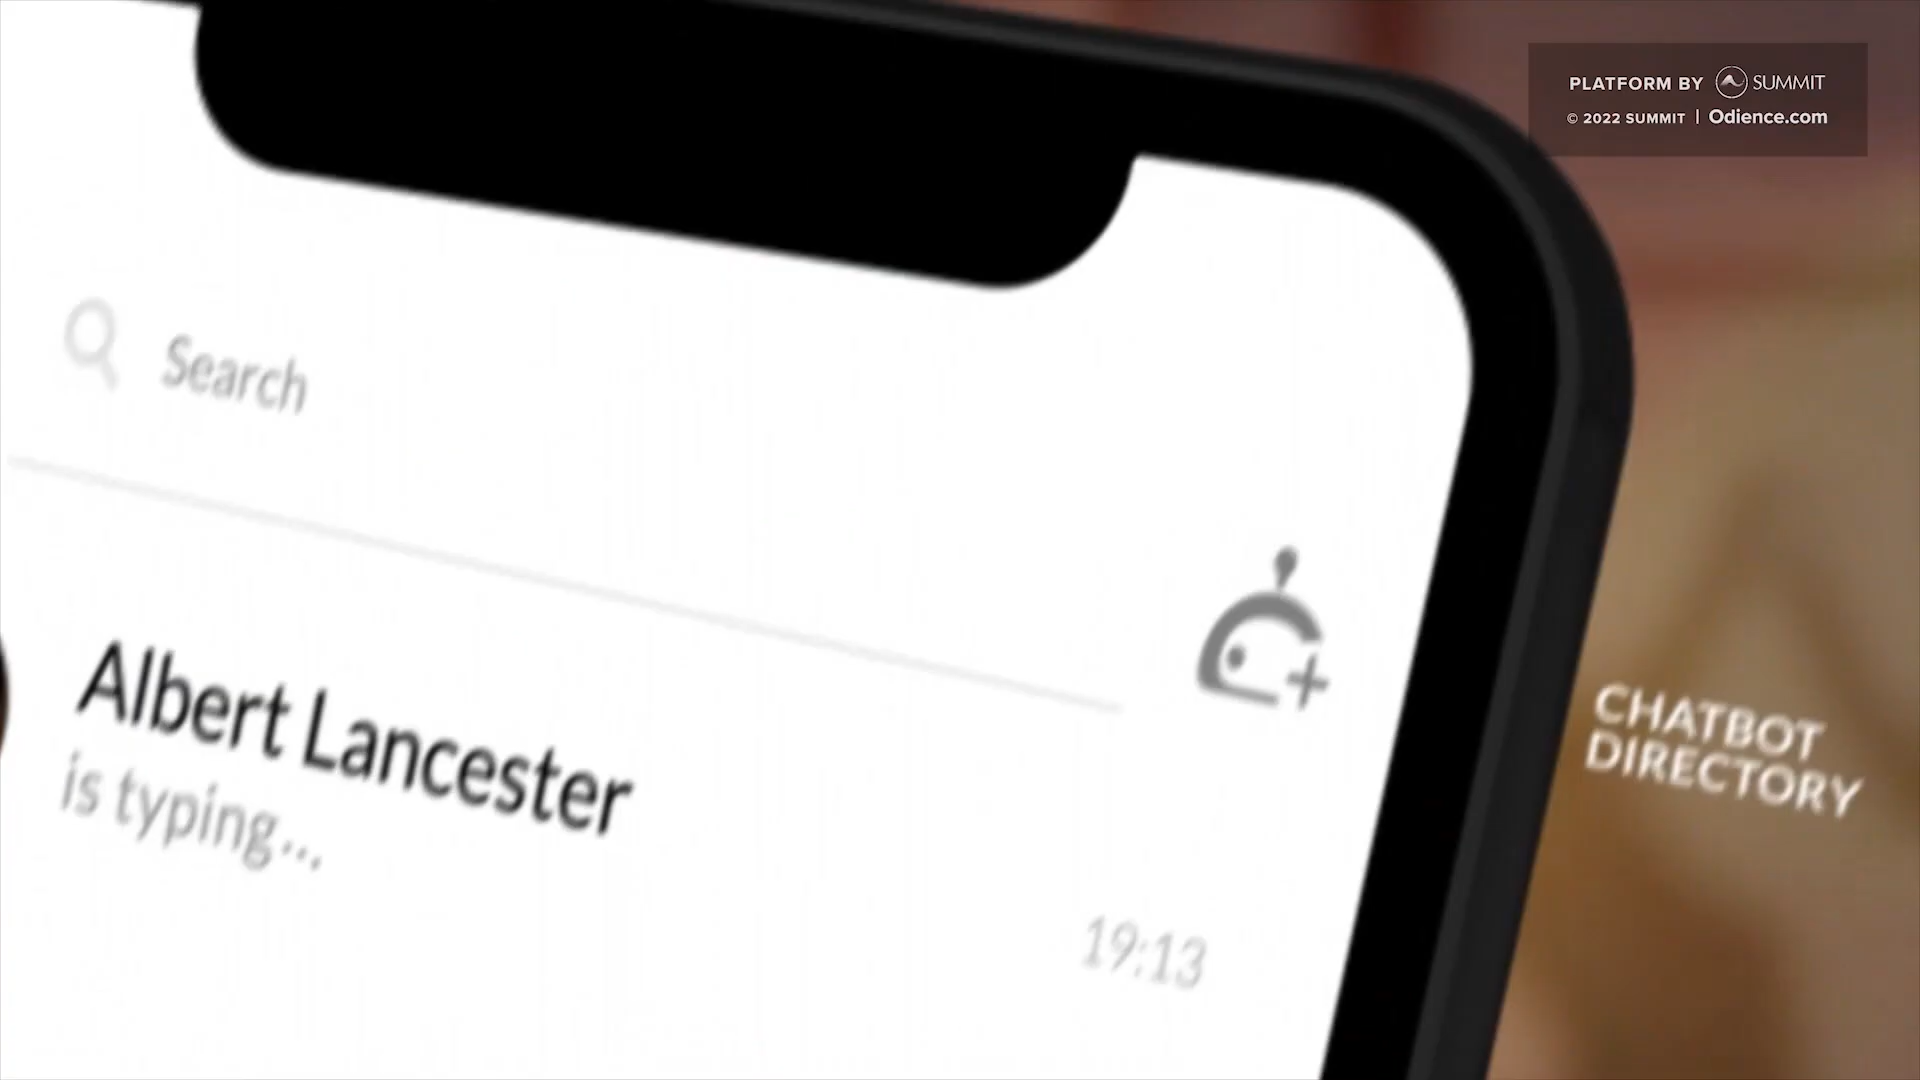 PLATFORM BY SUMMIT
© 2022 SUMMIT | Odience.com
Search
Albert Lancester
is typing...
19:13
CHATBOT
DIRECTORY